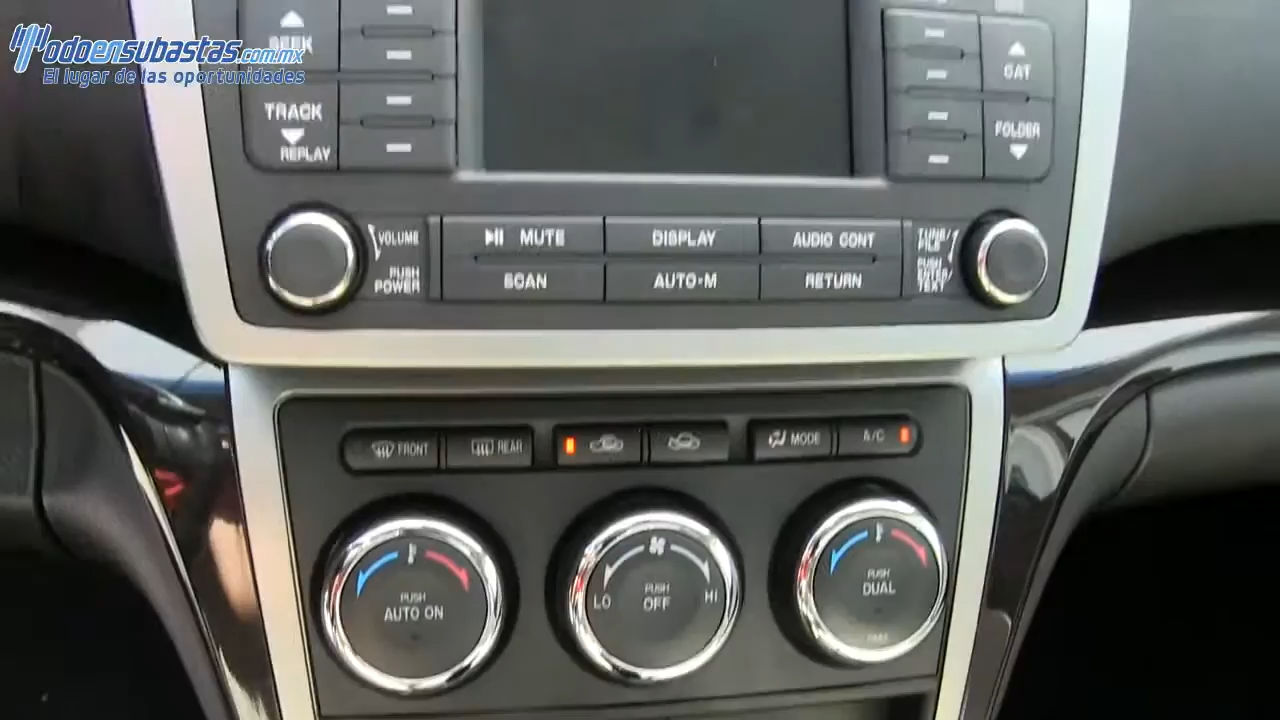 Todoensubastas.com.mx
El lugar de las oportunidades
SEEK
TRACK
REPLAY
CAT
FOLDER
VOLUME
PUSH
POWER
MUTE
DISPLAY
AUDIO CONT
SCAN
AUTO-M
RETURN
TUNE/
FILE
PUSH
ENTER/
TEXT
FRONT
REAR
MODE
A/C
PUSH
AUTO ON
LO
PUSH
OFF
HI
PUSH
DUAL